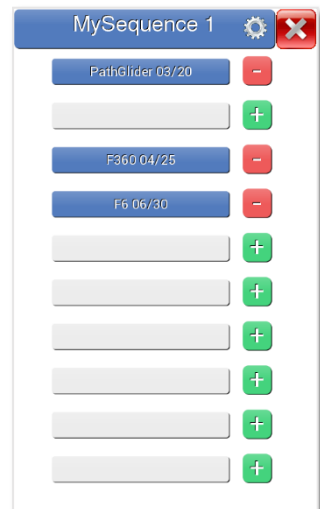 MySequence 1
PathGlider 03/20
-
+
F360 04/25
-
F6 06/30
-
+
+
+
+
+
+